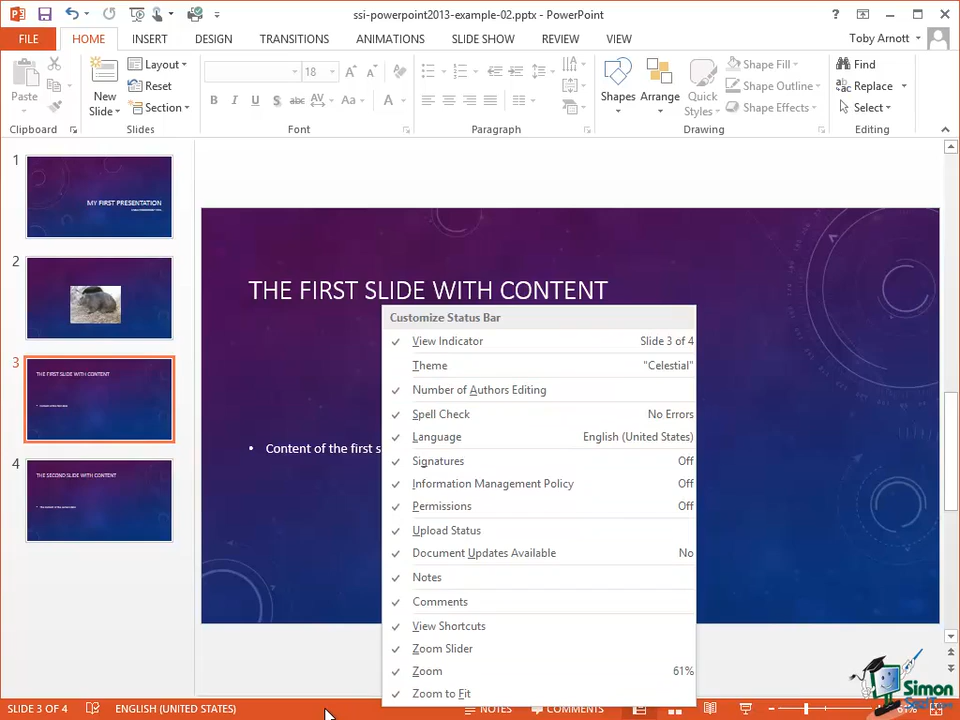 ssi-powerpoint2013-example-02.pptx - PowerPoint
?
FILE
HOME
INSERT
DESIGN
TRANSITIONS
ANIMATIONS
SLIDE SHOW
REVIEW
VIEW
Toby Arnott
Paste
New
Slide
Layout
Reset
Section
18
B I U S abc AV Aa A
Shapes
Arrange
Quick
Styles
Shape Fill
Shape Outline
Shape Effects
Find
Replace
Select
Clipboard
Slides
Font
Paragraph
Drawing
Editing
1
MY FIRST PRESENTATION
2
3
THE FIRST SLIDE WITH CONTENT
4
THE SECOND SLIDE WITH CONTENT
THE FIRST SLIDE WITH CONTENT
• Content of the first s
Customize Status Bar
View Indicator Slide 3 of 4
Theme "Celestial"
Number of Authors Editing
Spell Check No Errors
Language English (United States)
Signatures Off
Information Management Policy Off
Permissions Off
Upload Status
Document Updates Available No
Notes
Comments
View Shortcuts
Zoom Slider
Zoom 61%
Zoom to Fit
SLIDE 3 OF 4
ENGLISH (UNITED STATES)
NOTES
COMMENTS
61%
Simon